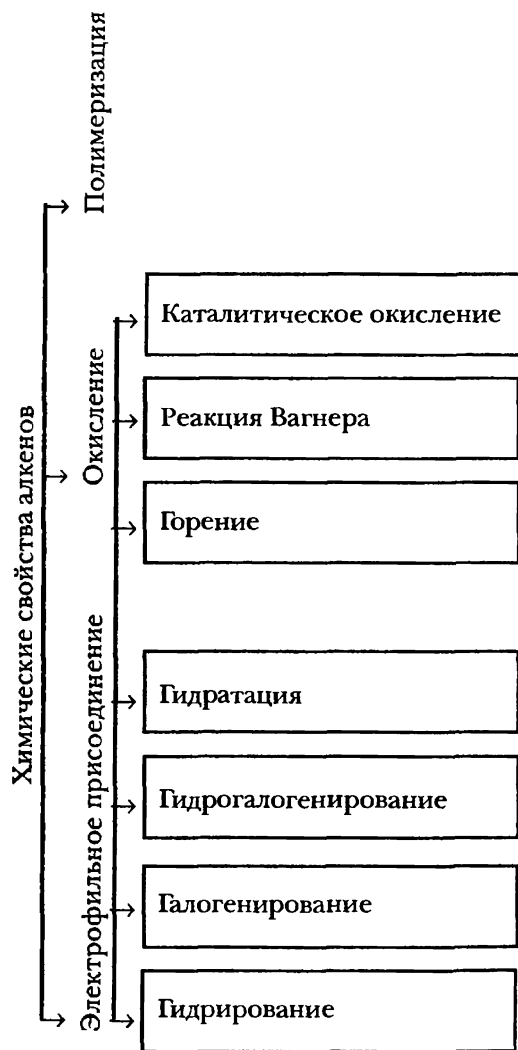 Химические свойства алкенов
Полимеризация
Окисление
Каталитическое окисление
Реакция Вагнера
Горение
Электрофильное присоединение
Гидратация
Гидрогалогенирование
Галогенирование
Гидрирование